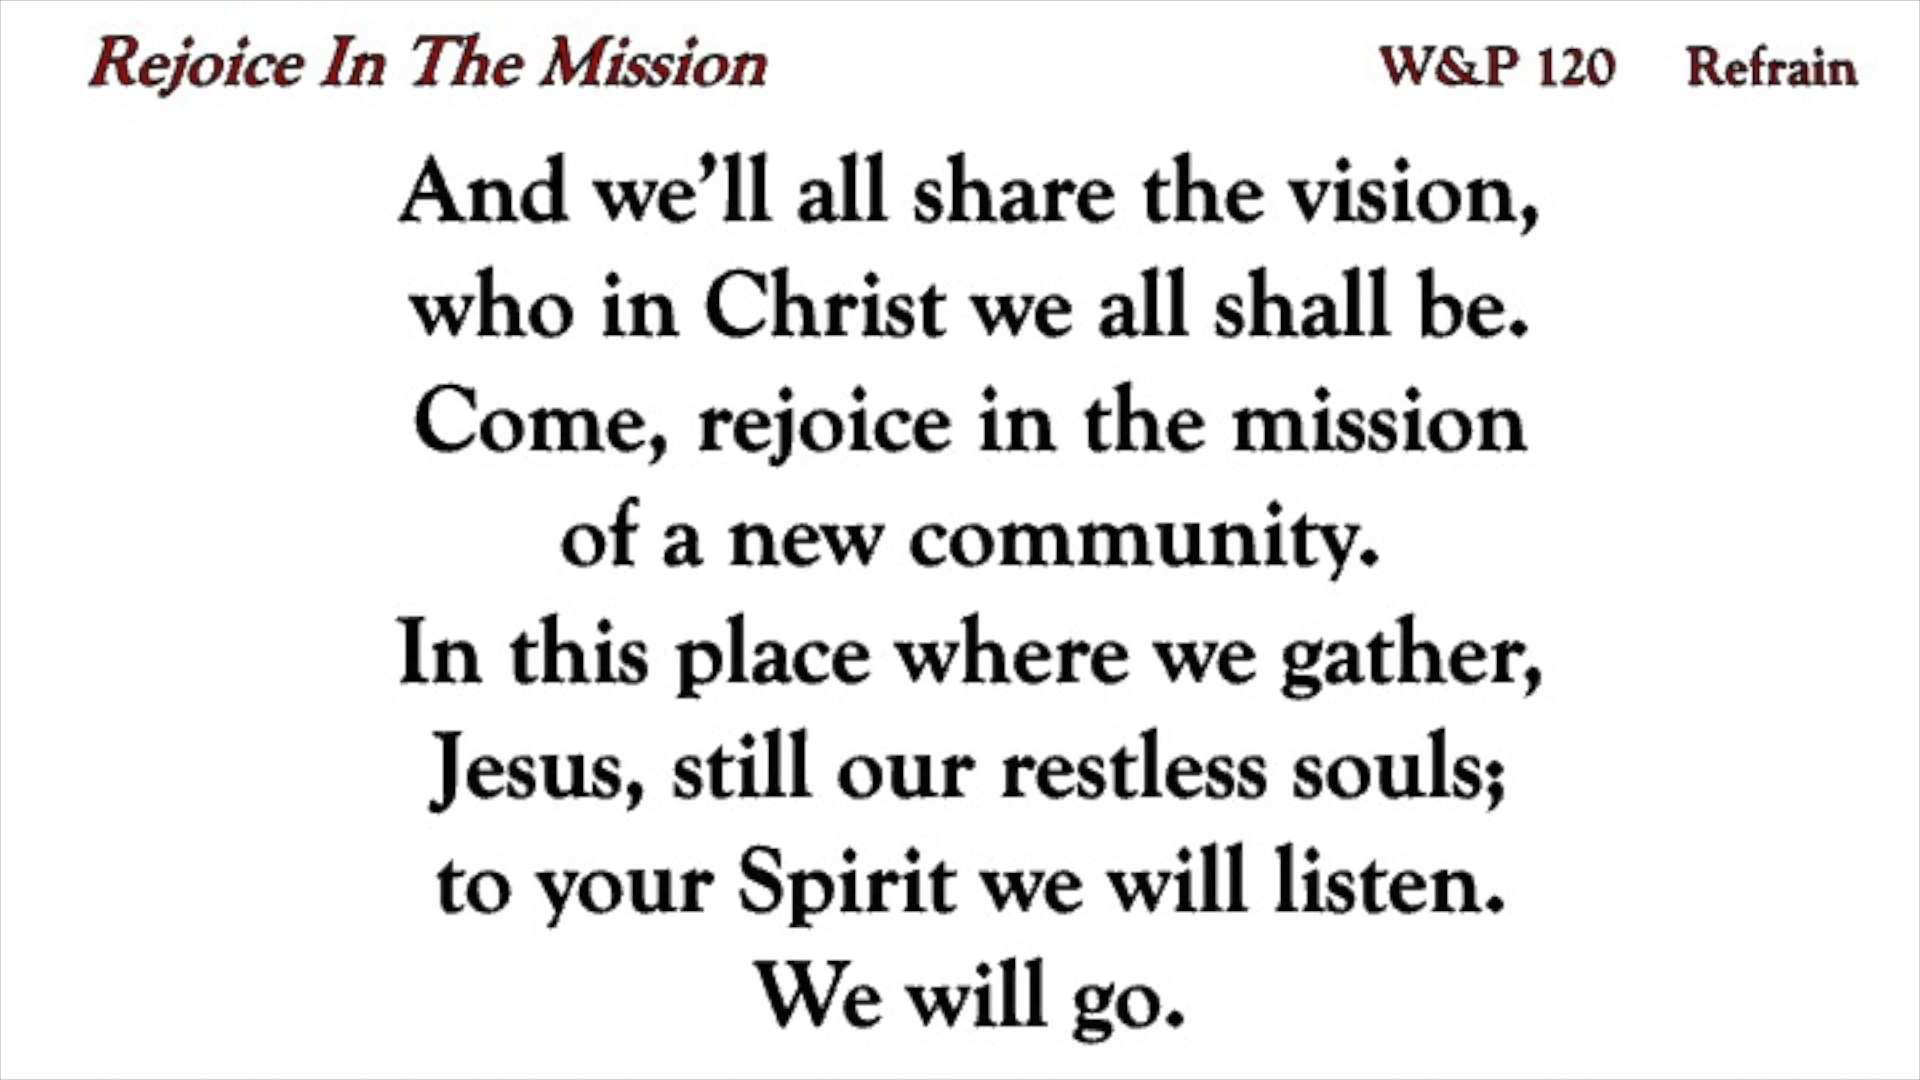 Rejoice In The Mission W&P 120 Refrain
And we’ll all share the vision,
who in Christ we all shall be.
Come, rejoice in the mission
of a new community.
In this place where we gather,
Jesus, still our restless souls;
to your Spirit we will listen.
We will go.